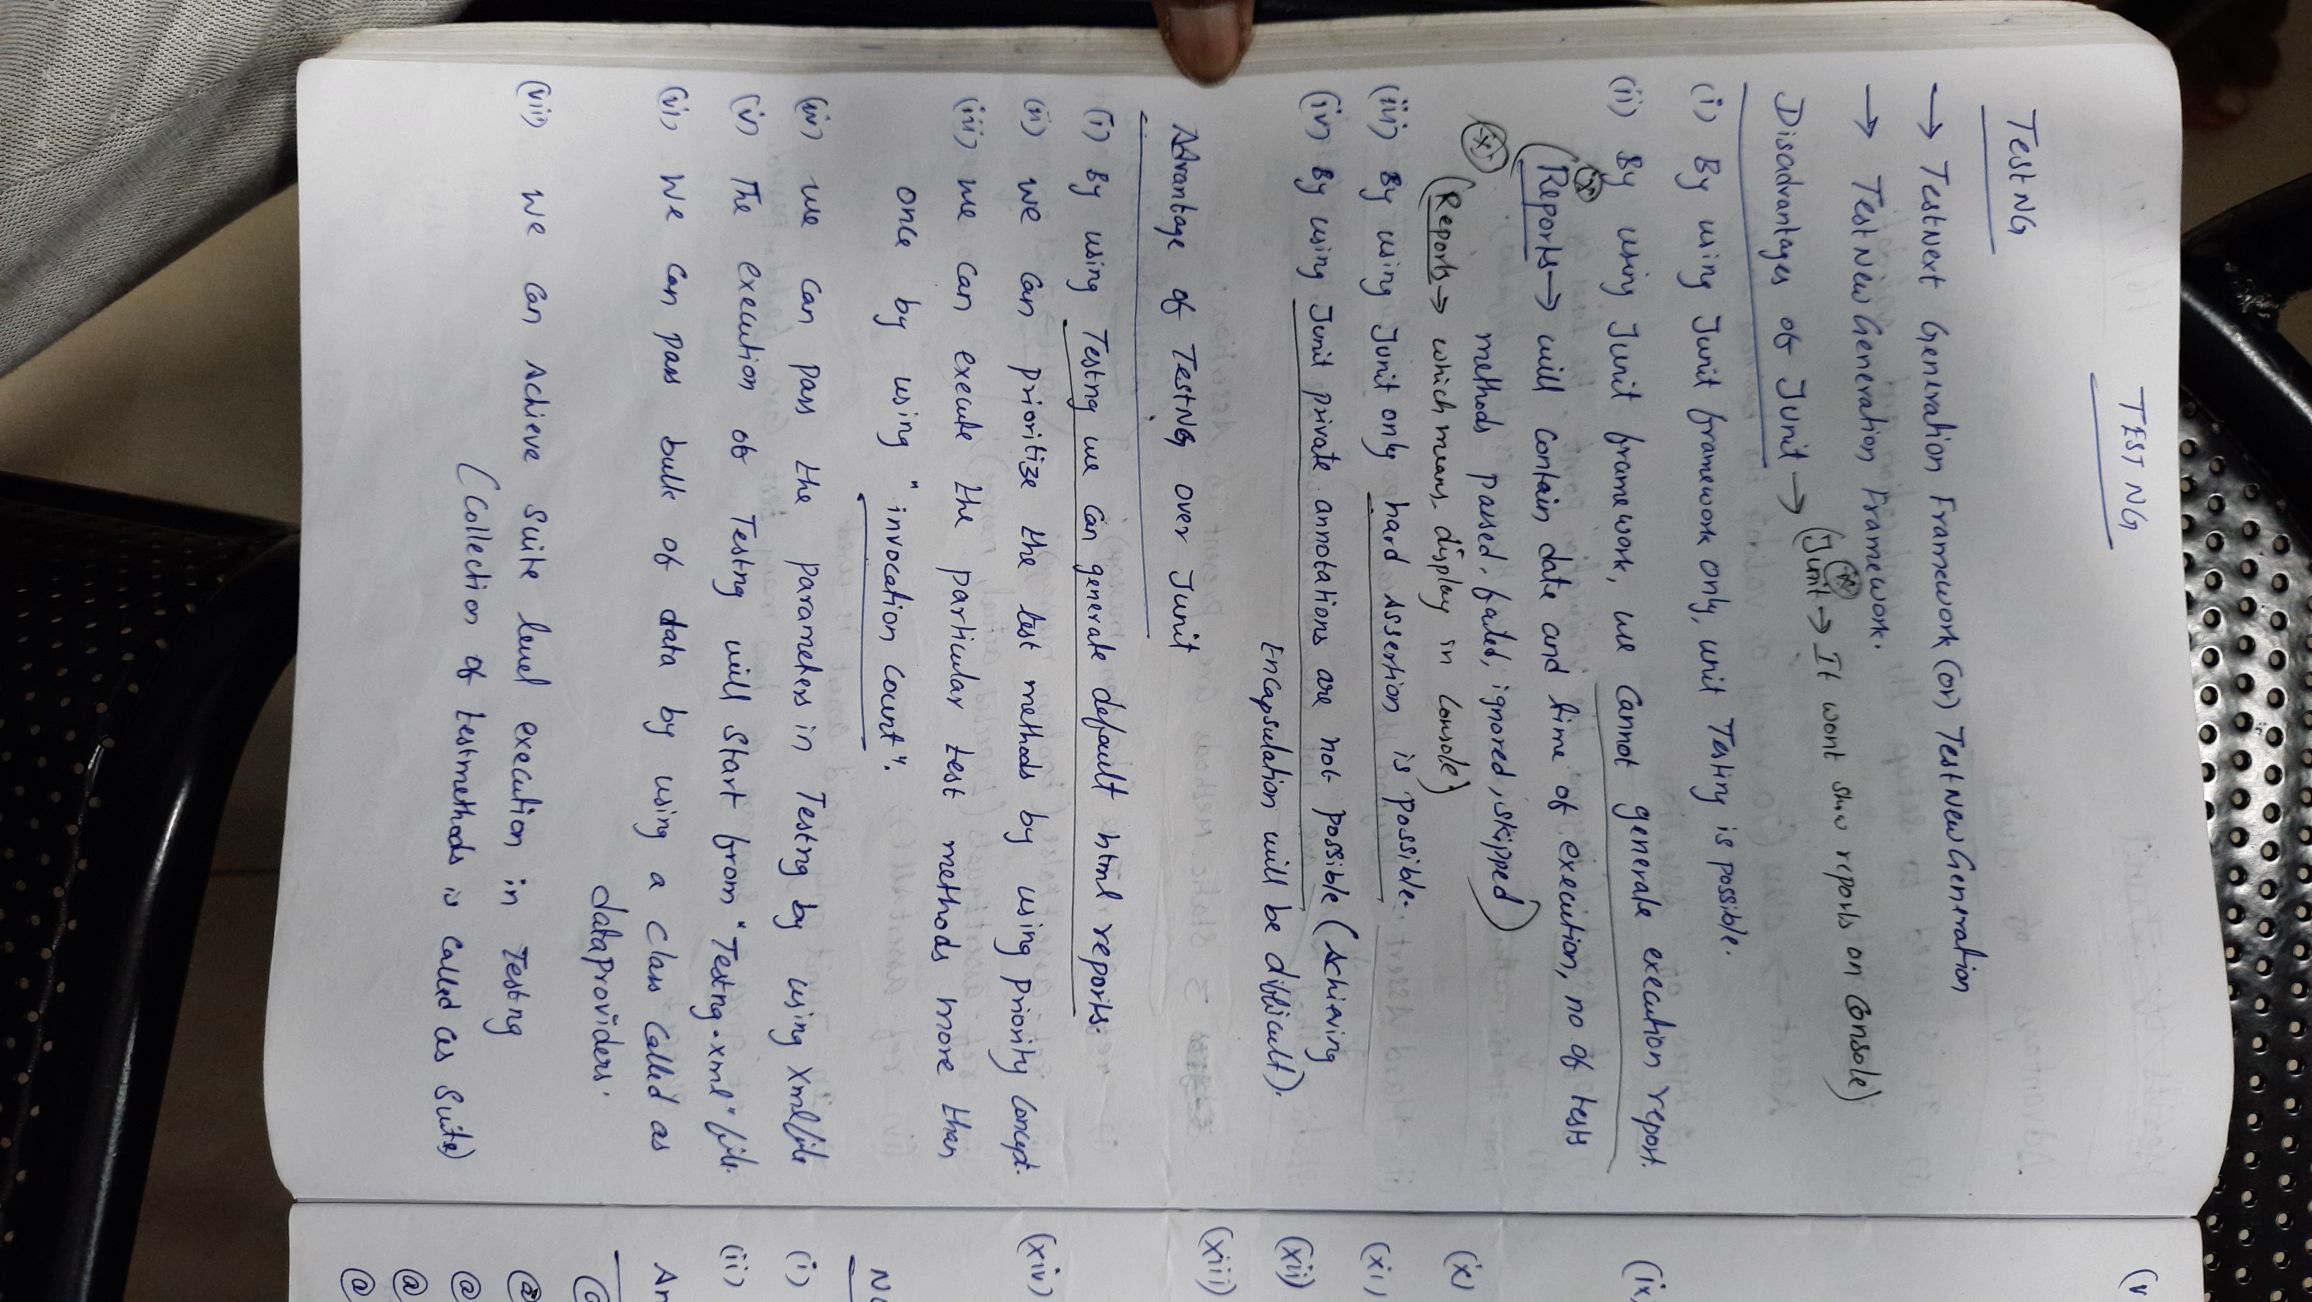 TEST NG
TestNG
→ TestNext Generation Framework (or) TestNewGeneration
→ TestNewGeneration Framework.
Disadvantages of Junit → (Junit → It wont show reports on console)
(i) By using Junit framework only, unit Testing is possible.
(ii) By using Junit framework, we cannot generate execution report.
(Reports → will contain date and time of execution, no of tests
methods passed, failed, ignored, skipped)
(Reports → which means display in console)
(iii) By using Junit only hard Assertion is possible.
(iv) By using Junit private annotations are not possible (Achieving
Encapsulation will be difficult).
Advantage of TestNG over Junit
(i) By using Testng we can generate default html reports.
(ii) we can prioritize the test methods by using priority concept.
(iii) we can execute the particular test methods more than
once by using "invocation count".
(iv) we can pass the parameters in Testng by using Xmlfile
(v) The execution of Testng will start from "Testng.xml" file.
(vi) We can pass bulk of data by using a class called as
dataproviders.
(vii) we can Achieve suite level execution in Testng
(Collection of testmethods is called as Suite)
(v
(ix
(x)
(xi)
(xii)
(xiii)
(xiv)
(i)
(ii)
An
@
@
@
@